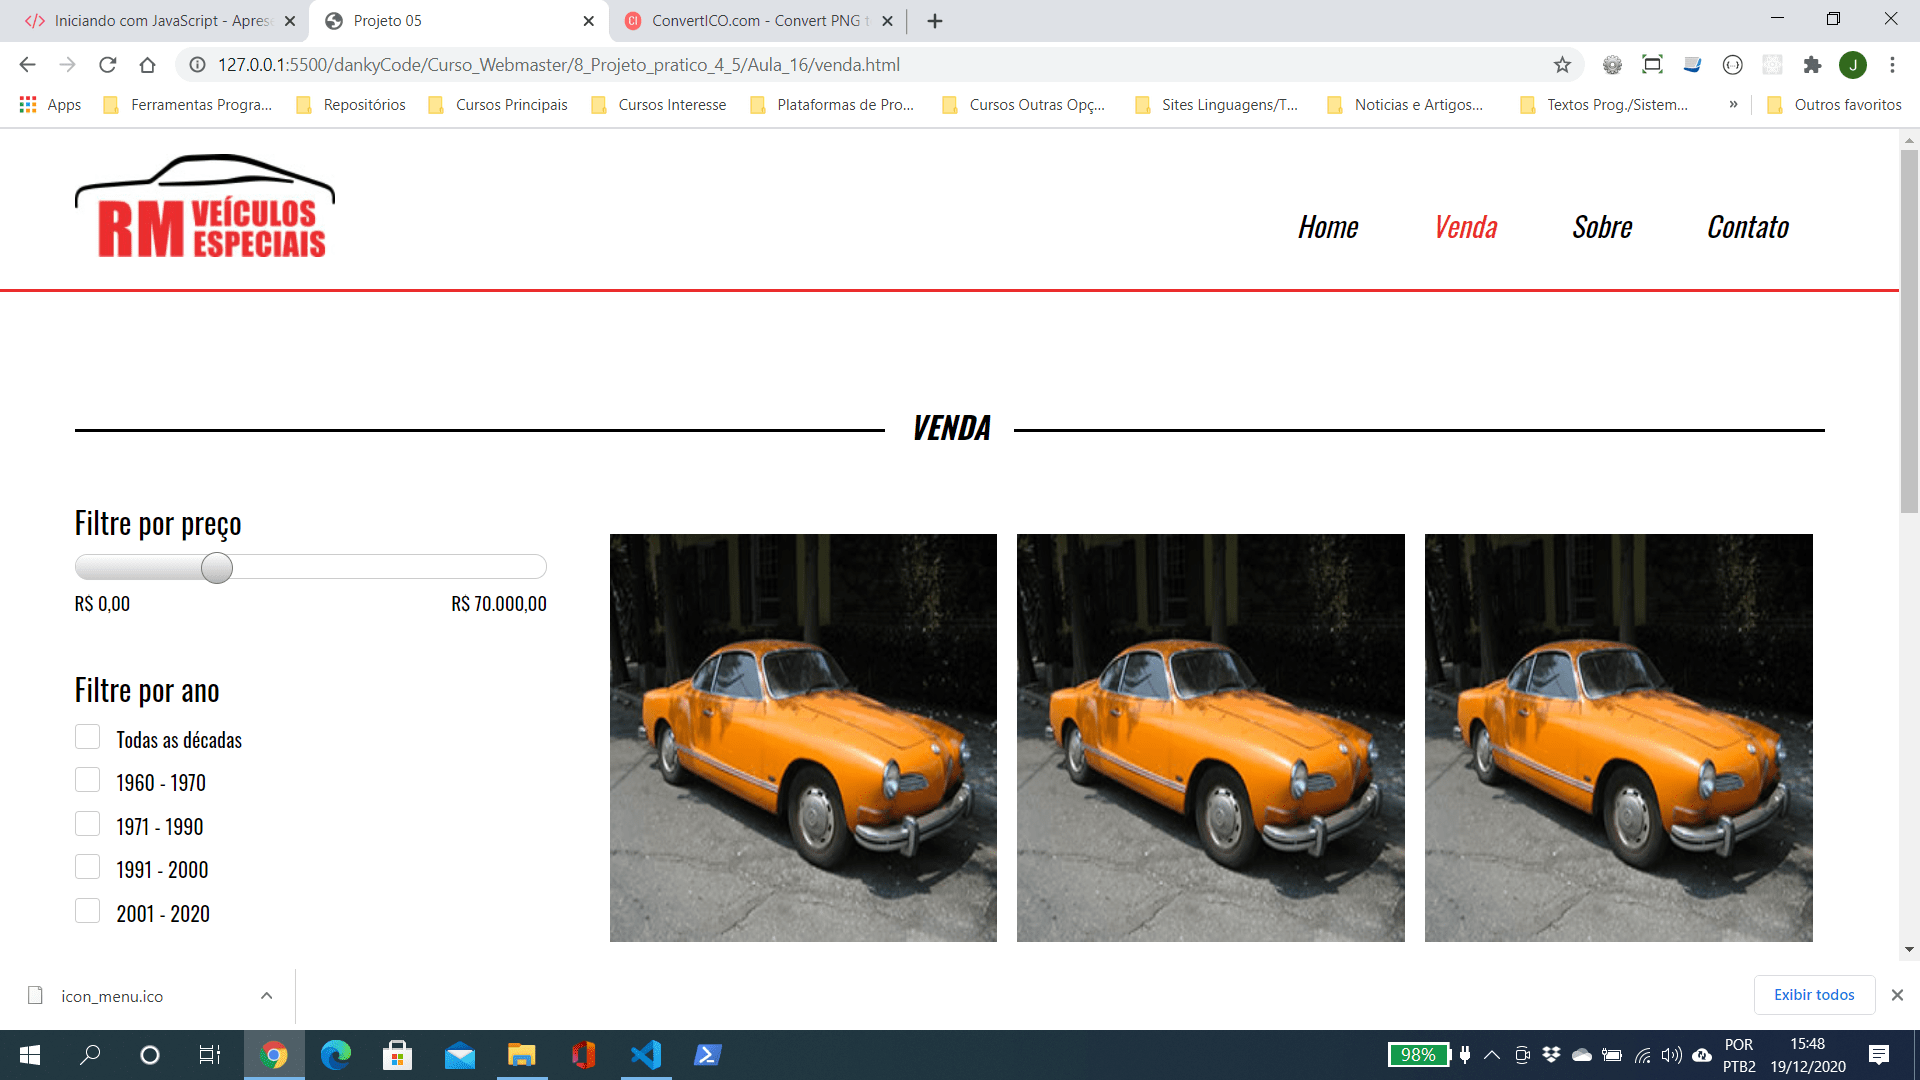 Iniciando com JavaScript - Aprese
Projeto 05
ConvertICO.com - Convert PNG t
127.0.0.1:5500/dankyCode/Curso_Webmaster/8_Projeto_pratico_4_5/Aula_16/venda.html
J
Apps
Ferramentas Progra...
Repositórios
Cursos Principais
Cursos Interesse
Plataformas de Pro...
Cursos Outras Opç...
Sites Linguagens/T...
Noticias e Artigos...
Textos Prog./Sistem...
»
Outros favoritos
RM VEÍCULOS
ESPECIAIS
Home Venda Sobre Contato
VENDA
Filtre por preço
R$ 0,00 R$ 70.000,00
Filtre por ano
Todas as décadas
1960 - 1970
1971 - 1990
1991 - 2000
2001 - 2020
icon_menu.ico
Exibir todos
98%
POR
PTB2
15:48
19/12/2020